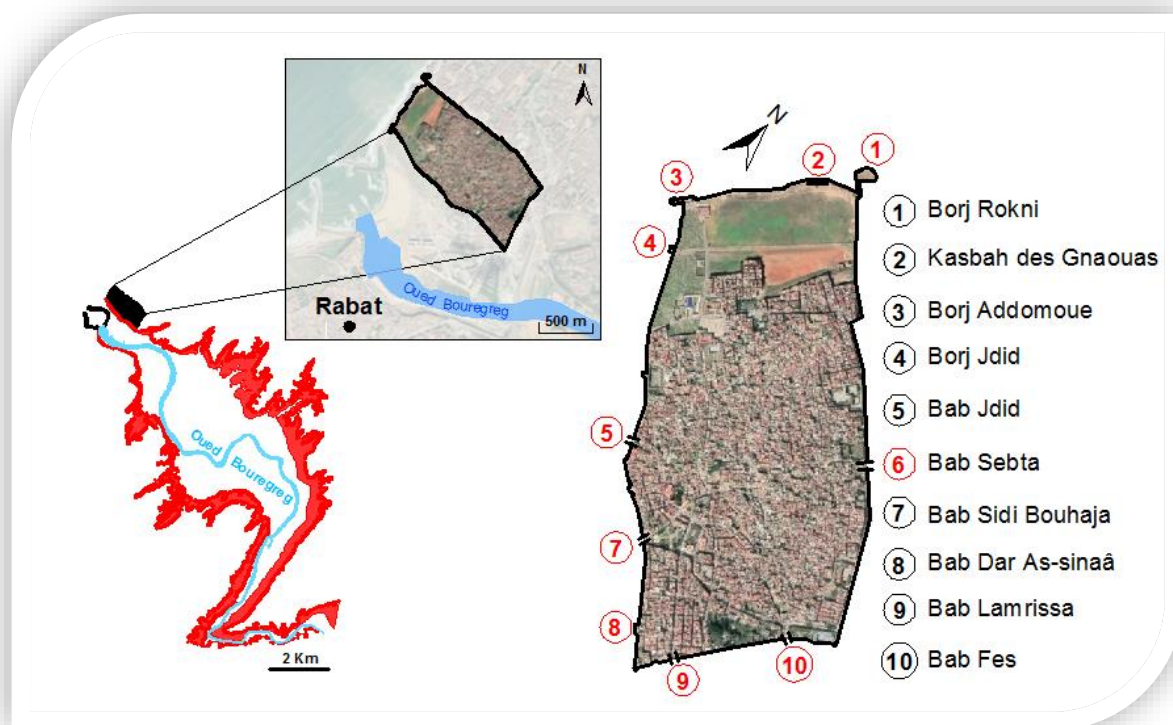 N
Oued Bouregreg
Rabat
500 m
Oued Bouregreg
2 Km
N
1
2
3
4
5
7
8
9
10
1 Borj Rokni
2 Kasbah des Gnaouas
3 Borj Addomoue
4 Borj Jdid
5 Bab Jdid
6 Bab Sebta
7 Bab Sidi Bouhaja
8 Bab Dar As-sinaâ
9 Bab Lamrissa
10 Bab Fes